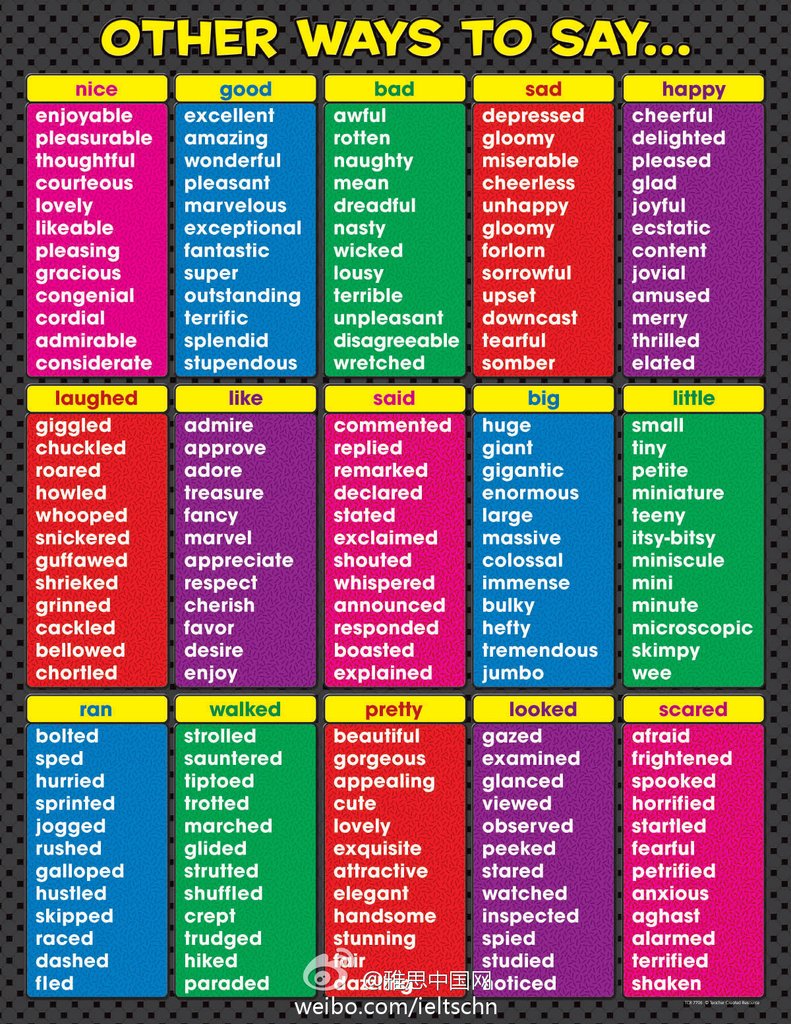 OTHER WAYS TO SAY...
nice
enjoyable
pleasurable
thoughtful
courteous
lovely
likeable
pleasing
gracious
congenial
cordial
admirable
considerate
good
excellent
amazing
wonderful
pleasant
marvelous
exceptional
fantastic
super
outstanding
terrific
splendid
stupendous
bad
awful
rotten
naughty
mean
dreadful
nasty
wicked
lousy
terrible
unpleasant
disagreeable
wretched
sad
depressed
gloomy
miserable
cheerless
unhappy
gloomy
forlorn
sorrowful
upset
downcast
tearful
somber
happy
cheerful
delighted
pleased
glad
joyful
ecstatic
content
jovial
amused
merry
thrilled
elated
laughed
giggled
chuckled
roared
howled
whooped
snickered
guffawed
shrieked
grinned
cackled
bellowed
chortled
like
admire
approve
adore
treasure
fancy
marvel
appreciate
respect
cherish
favor
desire
enjoy
said
commented
replied
remarked
declared
stated
exclaimed
shouted
whispered
announced
responded
boasted
explained
big
huge
giant
gigantic
enormous
large
massive
colossal
immense
bulky
hefty
tremendous
jumbo
little
small
tiny
petite
miniature
teeny
itsy-bitsy
miniscule
mini
minute
microscopic
skimpy
wee
ran
bolted
sped
hurried
sprinted
jogged
rushed
galloped
hustled
skipped
raced
dashed
fled
walked
strolled
sauntered
tiptoed
trotted
marched
glided
strutted
shuffled
crept
trudged
hiked
paraded
pretty
beautiful
gorgeous
appealing
cute
lovely
exquisite
attractive
elegant
handsome
stunning
fair
dazzling
looked
gazed
examined
glanced
viewed
observed
peeked
stared
watched
inspected
spied
studied
noticed
scared
afraid
frightened
spooked
horrified
startled
fearful
petrified
anxious
aghast
alarmed
terrified
shaken
@雅思中国网
weibo.com/ieltschn